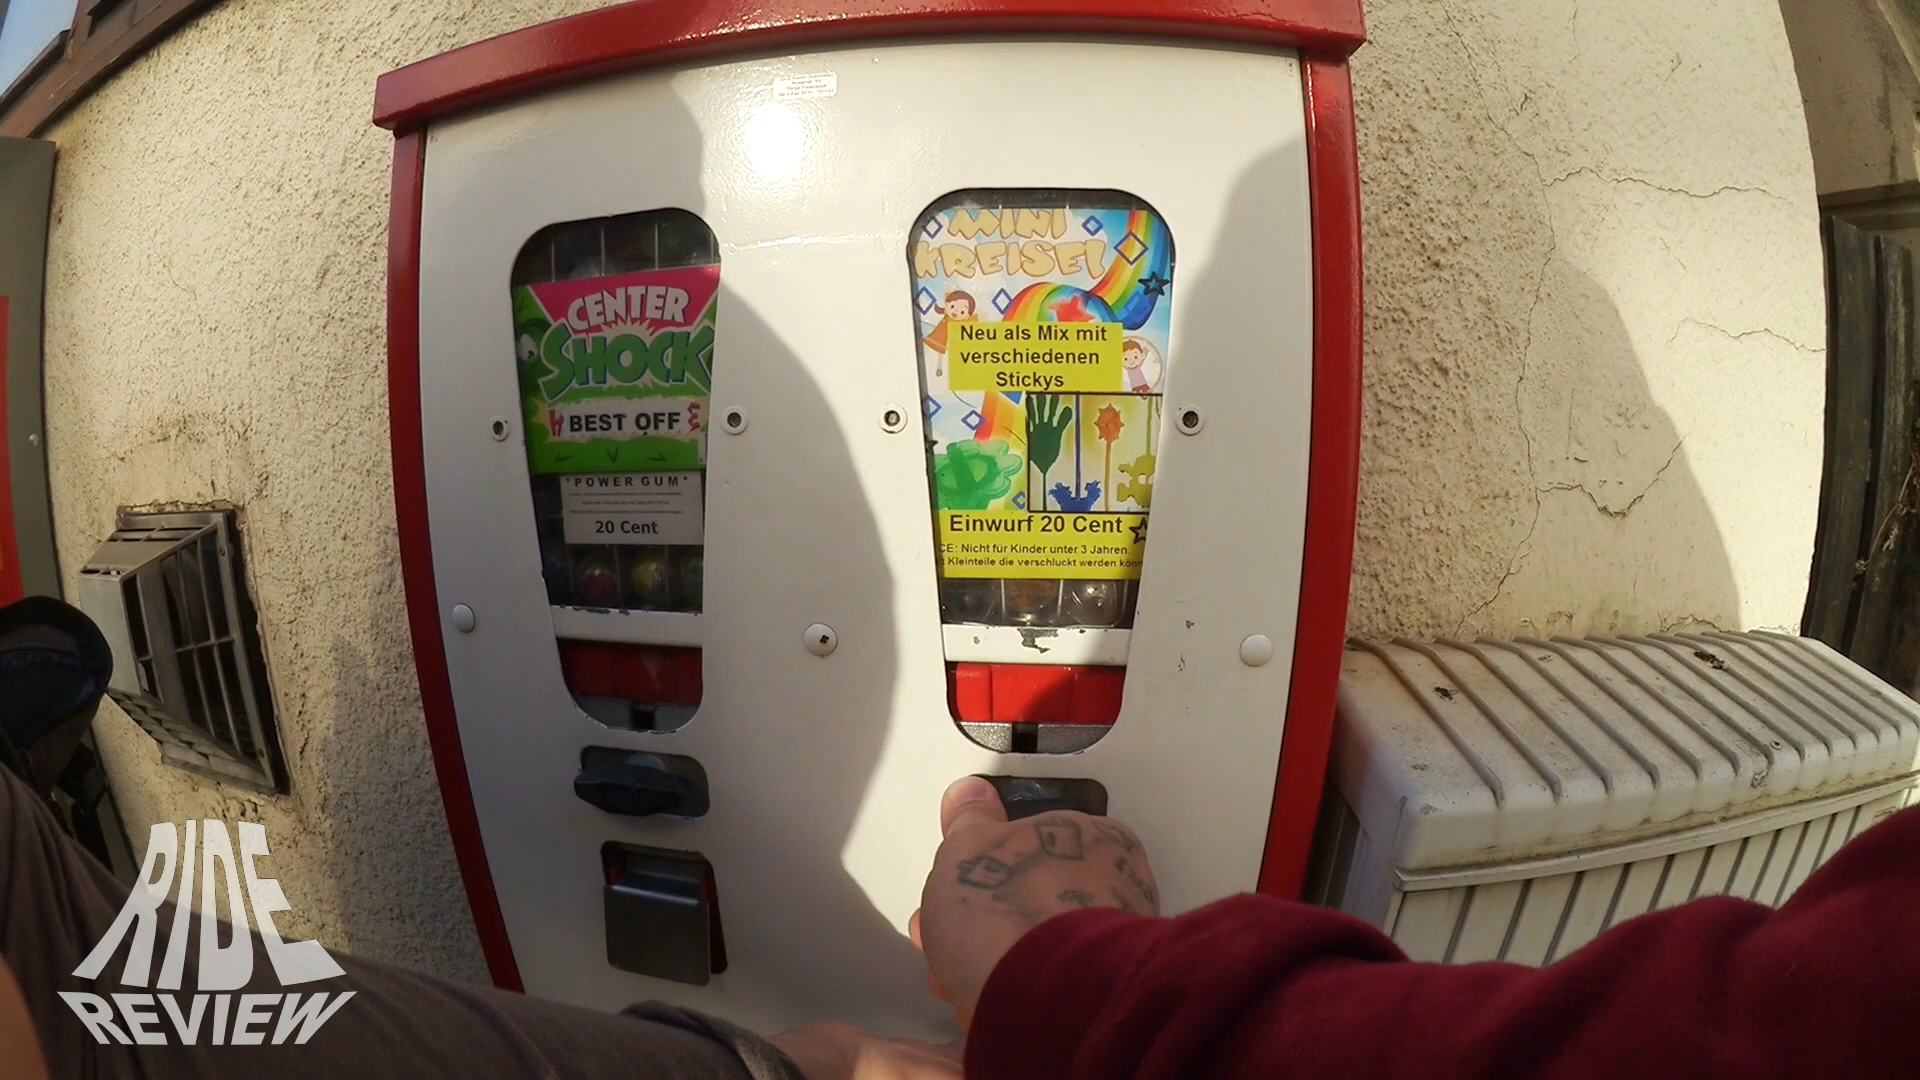 CENTER
SHOCK
BEST OFF
*POWER GUM*
20 Cent
MINI
KREISEL
Neu als Mix mit
verschiedenen
Stickys
Einwurf 20 Cent
CE: Nicht für Kinder unter 3 Jahren.
Kleinteile die verschluckt werden könn
RIDE
REVIEW